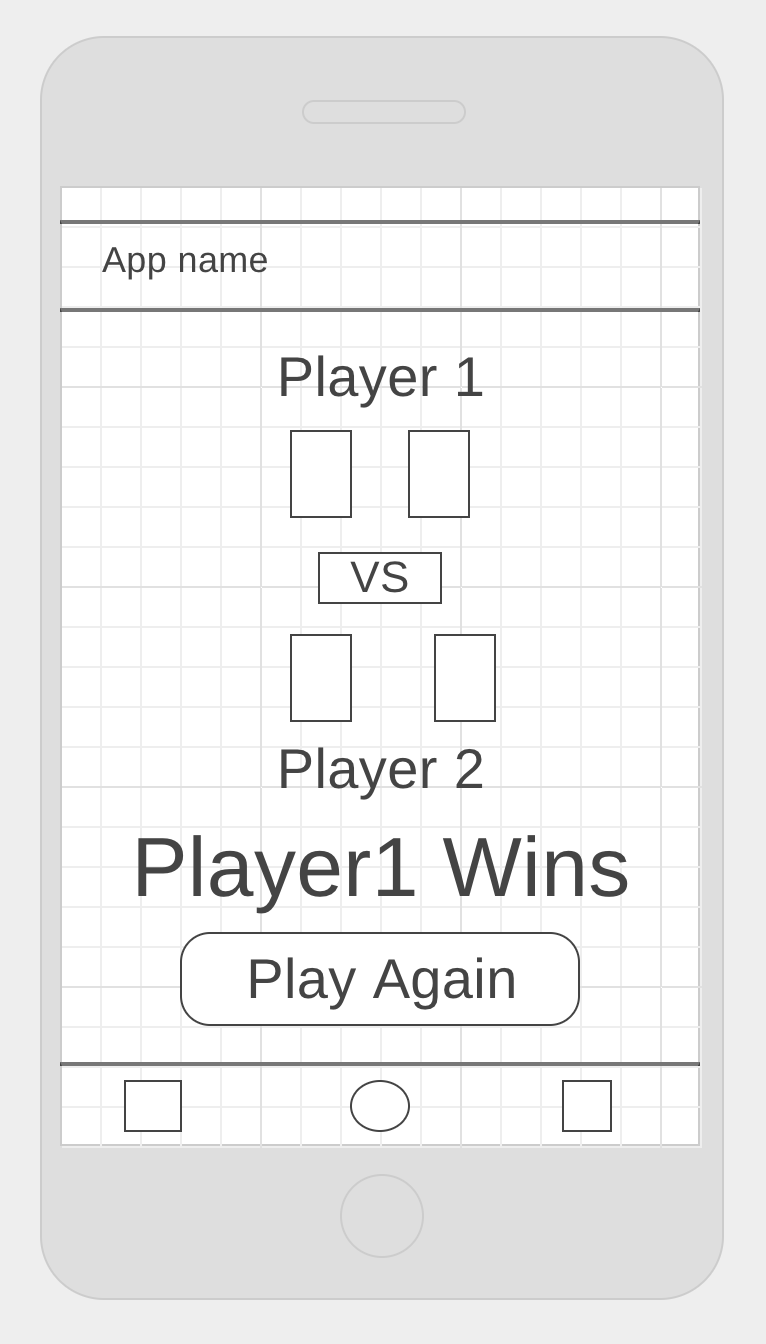 App name
Player 1
VS
Player 2
Player1 Wins
Play Again